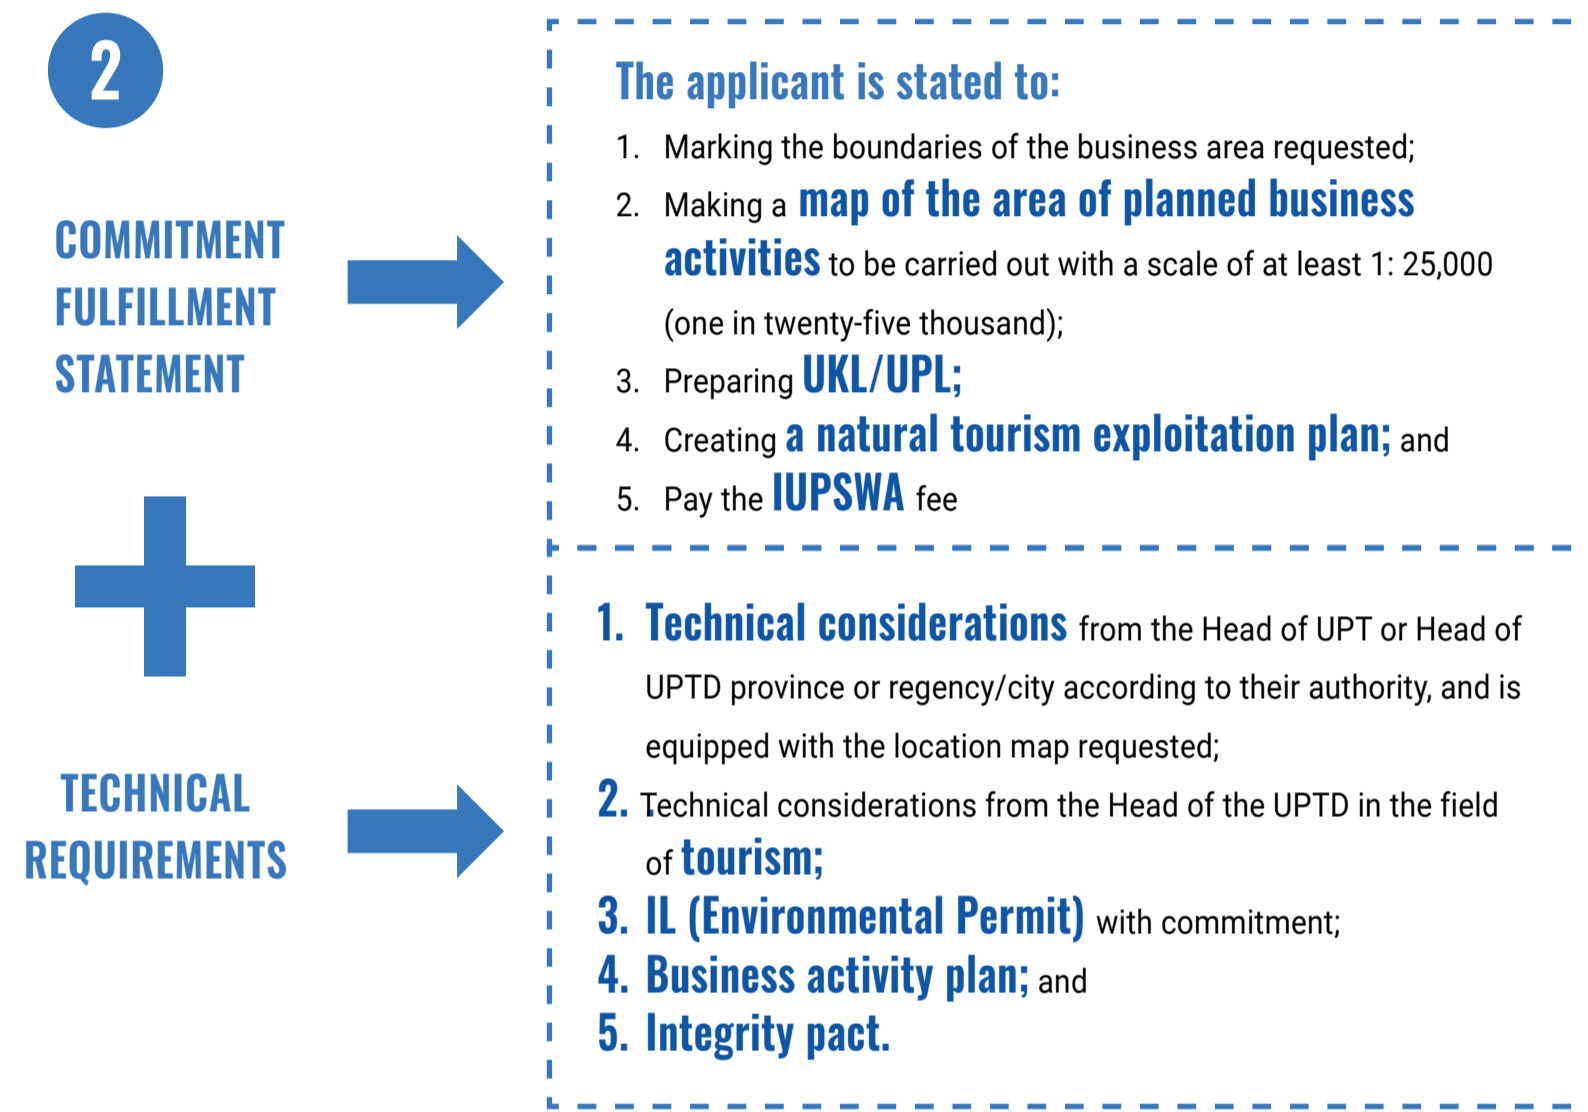 2
COMMITMENT
FULFILLMENT
STATEMENT
The applicant is stated to:
1. Marking the boundaries of the business area requested;
2. Making a map of the area of planned business
activities to be carried out with a scale of at least 1: 25,000
(one in twenty-five thousand);
3. Preparing UKL/UPL;
4. Creating a natural tourism exploitation plan; and
5. Pay the IUPSWA fee
TECHNICAL
REQUIREMENTS
1. Technical considerations from the Head of UPT or Head of
UPTD province or regency/city according to their authority, and is
equipped with the location map requested;
2. Technical considerations from the Head of the UPTD in the field
of tourism;
3. IL (Environmental Permit) with commitment;
4. Business activity plan; and
5. Integrity pact.